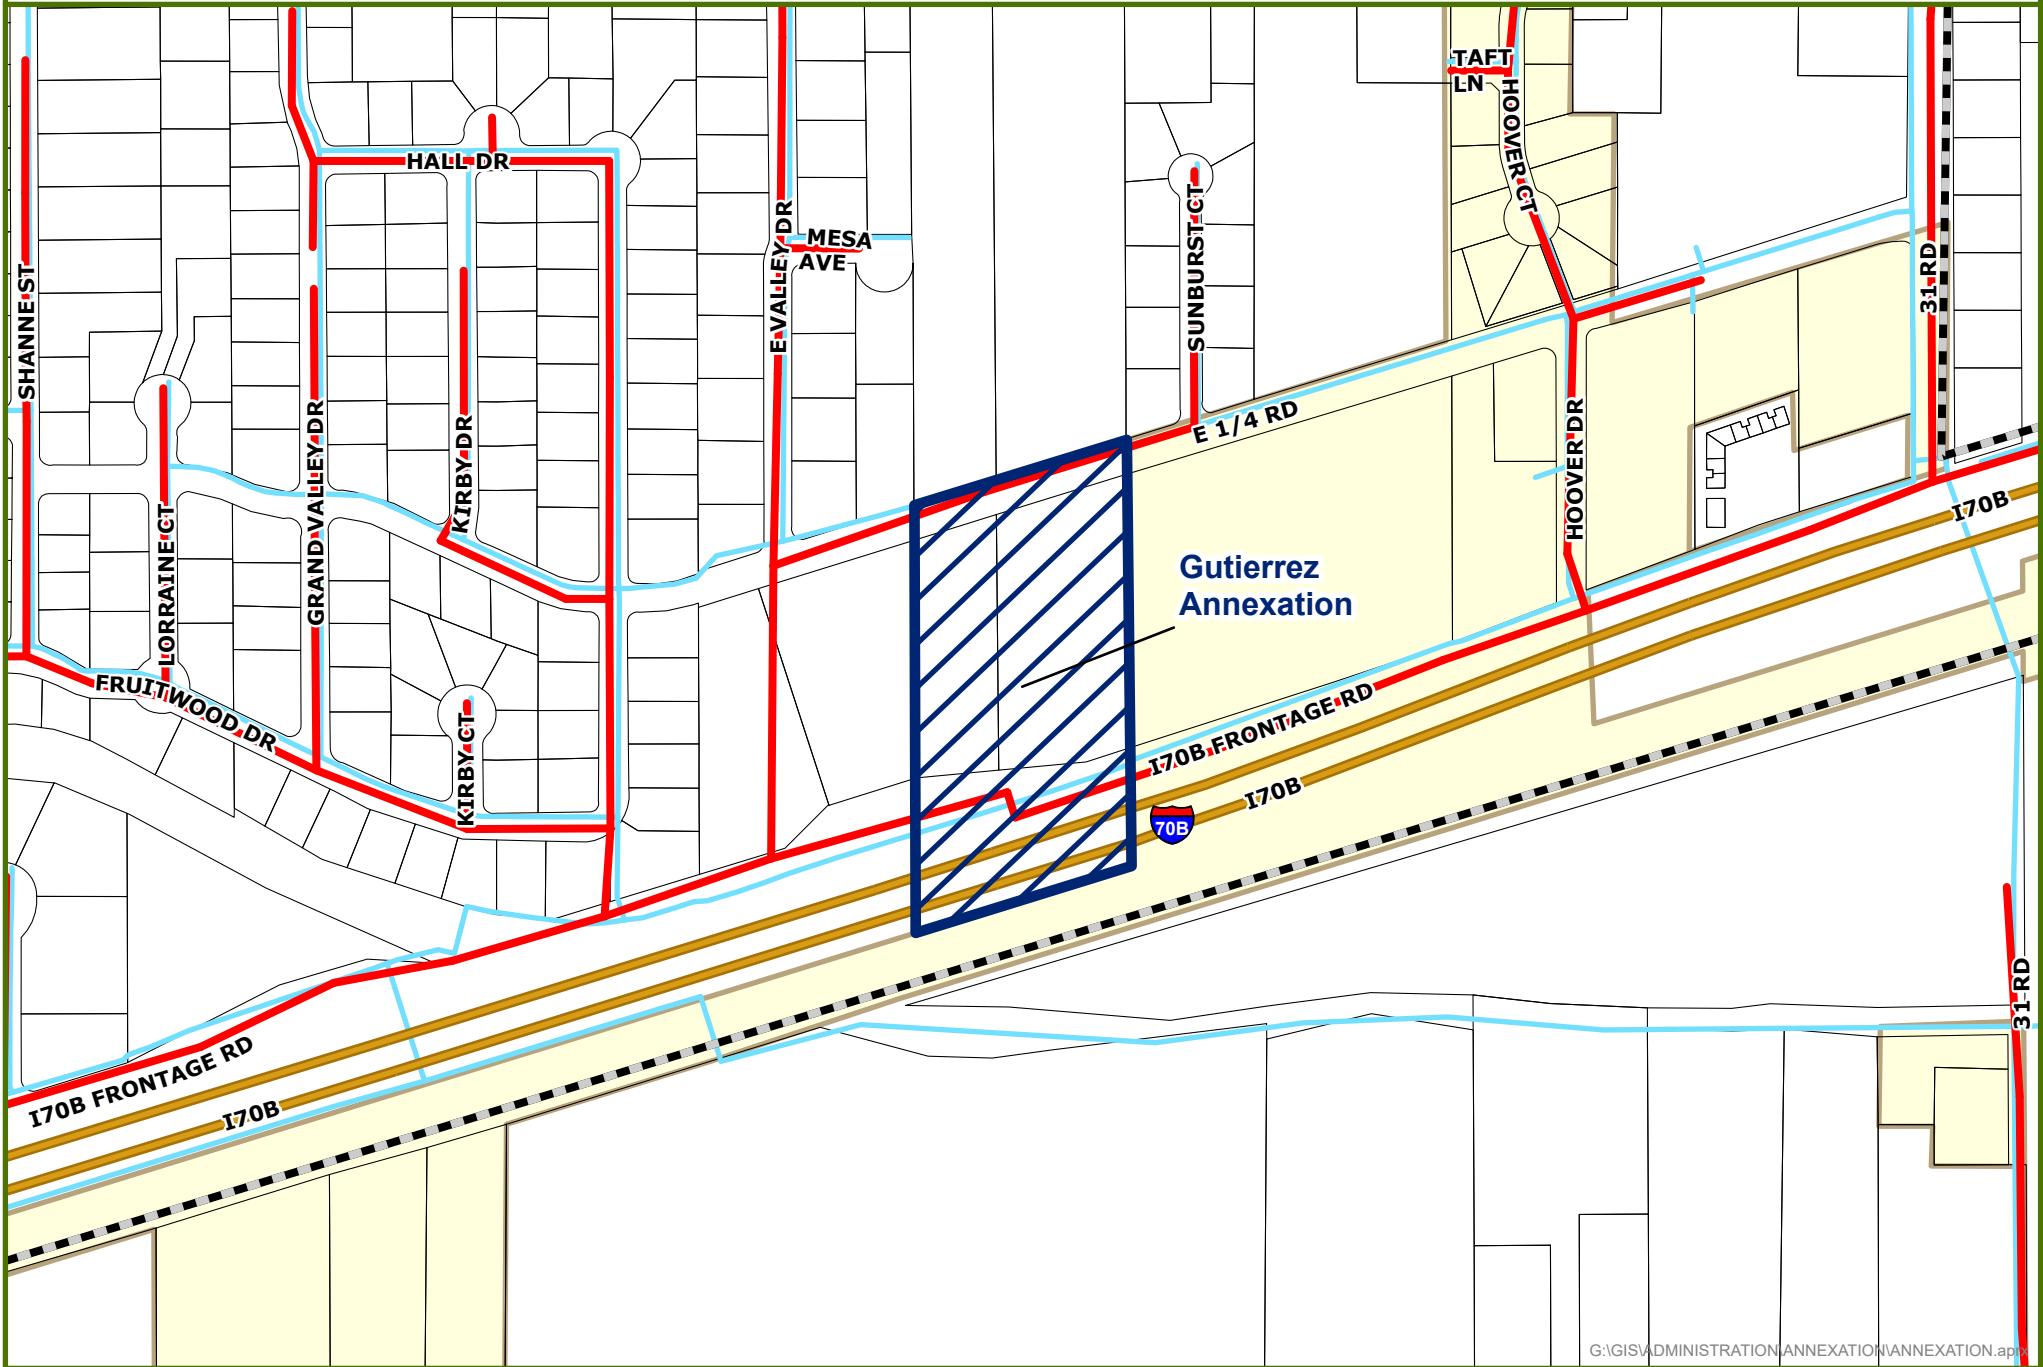 TAFT
LN
HOOVER CT
HALL DR
MESA
AVE
E VALLEY DR
SUNBURST CT
31 RD
SHANNE ST
GRAND VALLEY DR
KIRBY DR
E 1/4 RD
HOOVER DR
I70B
LORRAINE CT
Gutierrez
Annexation
FRUITWOOD DR
KIRBY CT
I70B FRONTAGE RD
I70B
70B
31 RD
I70B FRONTAGE RD
I70B
G:\GIS\ADMINISTRATION\ANNEXATION\ANNEXATION.aprx